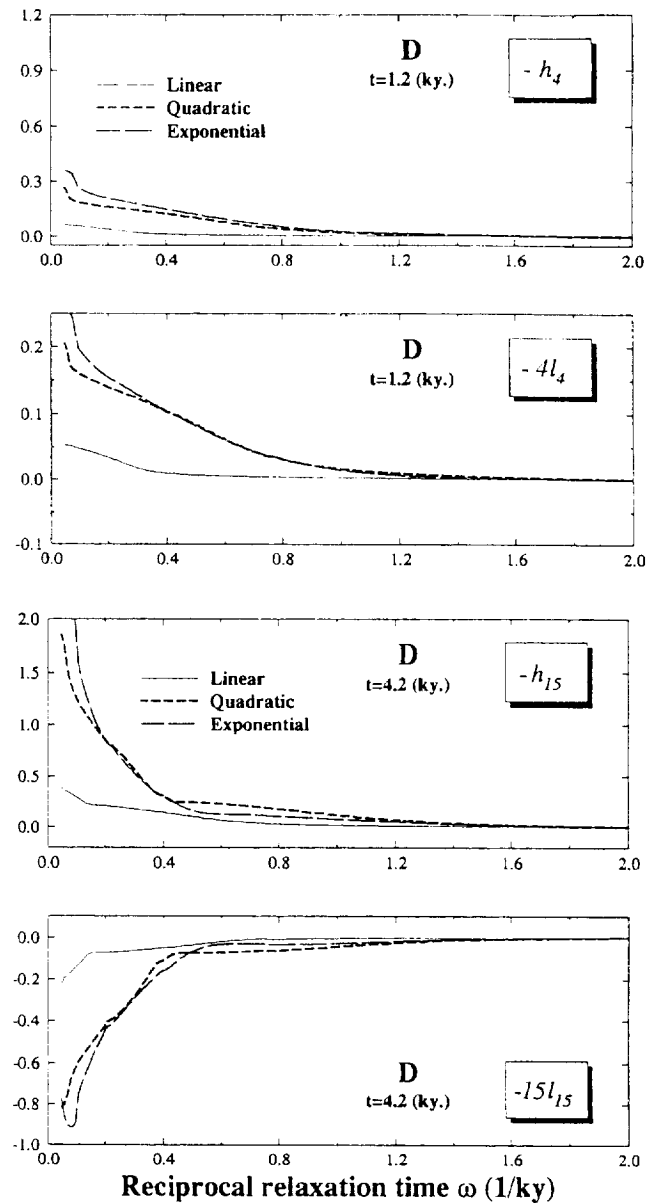 1.2
0.9
0.6
0.3
0.0
D
t=1.2 (ky.)
- h4
Linear
Quadratic
Exponential
0.0 0.4 0.8 1.2 1.6 2.0
0.2
0.1
0.0
-0.1
D
t=1.2 (ky.)
- 4l4
0.0 0.4 0.8 1.2 1.6 2.0
2.0
1.5
1.0
0.5
0.0
D
t=4.2 (ky.)
-h15
Linear
Quadratic
Exponential
0.0 0.4 0.8 1.2 1.6 2.0
0.0
-0.2
-0.4
-0.6
-0.8
-1.0
D
t=4.2 (ky.)
-15l15
0.0 0.4 0.8 1.2 1.6 2.0
Reciprocal relaxation time ω (1/ky)